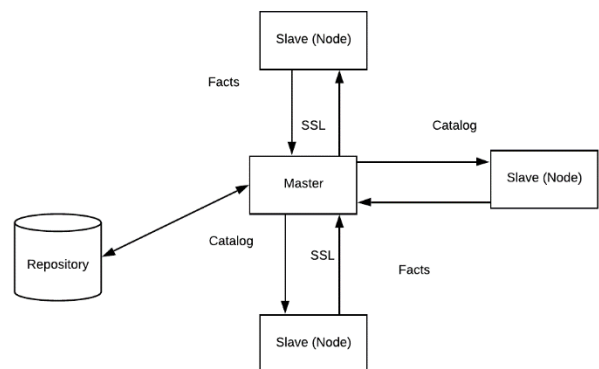 Slave (Node)
Facts
SSL
Catalog
Master
Slave (Node)
Repository
Catalog
SSL
Facts
Slave (Node)